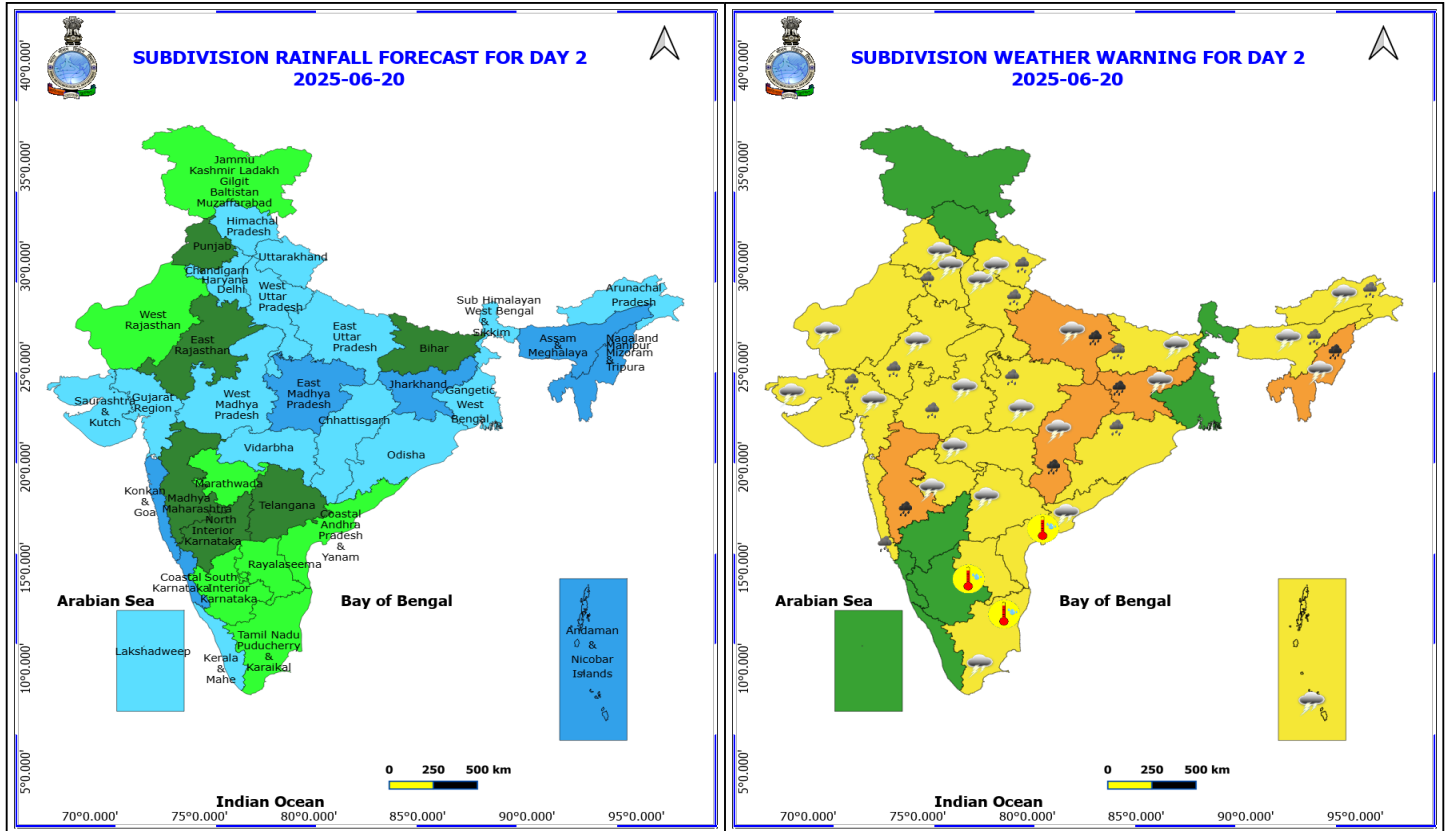 SUBDIVISION RAINFALL FORECAST FOR DAY 2
2025-06-20
40°0.000'
35°0.000'
30°0.000'
25°0.000'
20°0.000'
15°0.000'
10°0.000'
5°0.000'
Jammu
Kashmir Ladakh
Gilgit
Baltistan
Muzaffarabad
Himachal
Pradesh
Punjab
Uttarakhand
Chandigarh
Haryana
Delhi
West
Uttar
Pradesh
Arunachal
Pradesh
Sub Himalayan
West Bengal
&
Sikkim
West
Rajasthan
East
Rajasthan
East
Uttar
Pradesh
Bihar
Assam
&
Meghalaya
Nagaland
Manipur
Mizoram
&
Tripura
Saurashtra
&
Kutch
Gujarat
Region
West
Madhya
Pradesh
East
Madhya
Pradesh
Jharkhand
Gangetic
West
Bengal
Chhattisgarh
Vidarbha
Odisha
Konkan
&
Goa
Madhya
Maharashtra
Marathwada
Telangana
North
Interior
Karnataka
Coastal
Andhra
Pradesh
&
Yanam
Rayalaseema
Coastal
Karnataka
South
Interior
Karnataka
Arabian Sea
Bay of Bengal
Lakshadweep
Tamil Nadu
Puducherry
&
Karaikal
Kerala
&
Mahe
Andaman
&
Nicobar
Islands
0 250 500 km
Indian Ocean
70°0.000' 75°0.000' 80°0.000' 85°0.000' 90°0.000' 95°0.000'
SUBDIVISION WEATHER WARNING FOR DAY 2
2025-06-20
40°0.000'
35°0.000'
30°0.000'
25°0.000'
20°0.000'
15°0.000'
10°0.000'
5°0.000'
Arabian Sea
Bay of Bengal
0 250 500 km
Indian Ocean
70°0.000' 75°0.000' 80°0.000' 85°0.000' 90°0.000' 95°0.000'